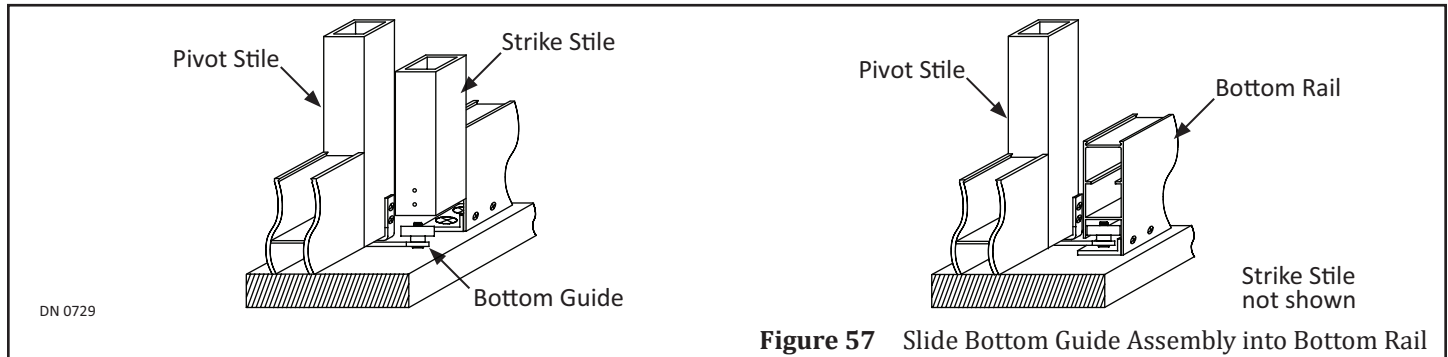 Pivot Stile
Strike Stile
Bottom Guide
DN 0729
Pivot Stile
Bottom Rail
Strike Stile
not shown
Figure 57 Slide Bottom Guide Assembly into Bottom Rail